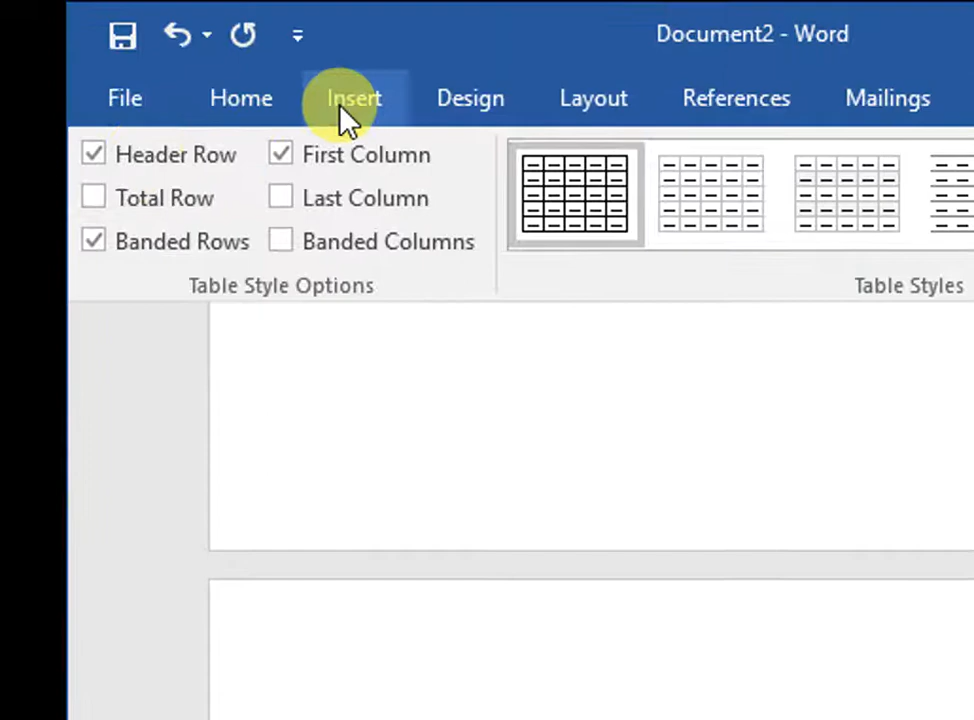 Document2 - Word
File Home Insert Design Layout References Mailings
Header Row First Column
Total Row Last Column
Banded Rows Banded Columns
Table Style Options Table Styles